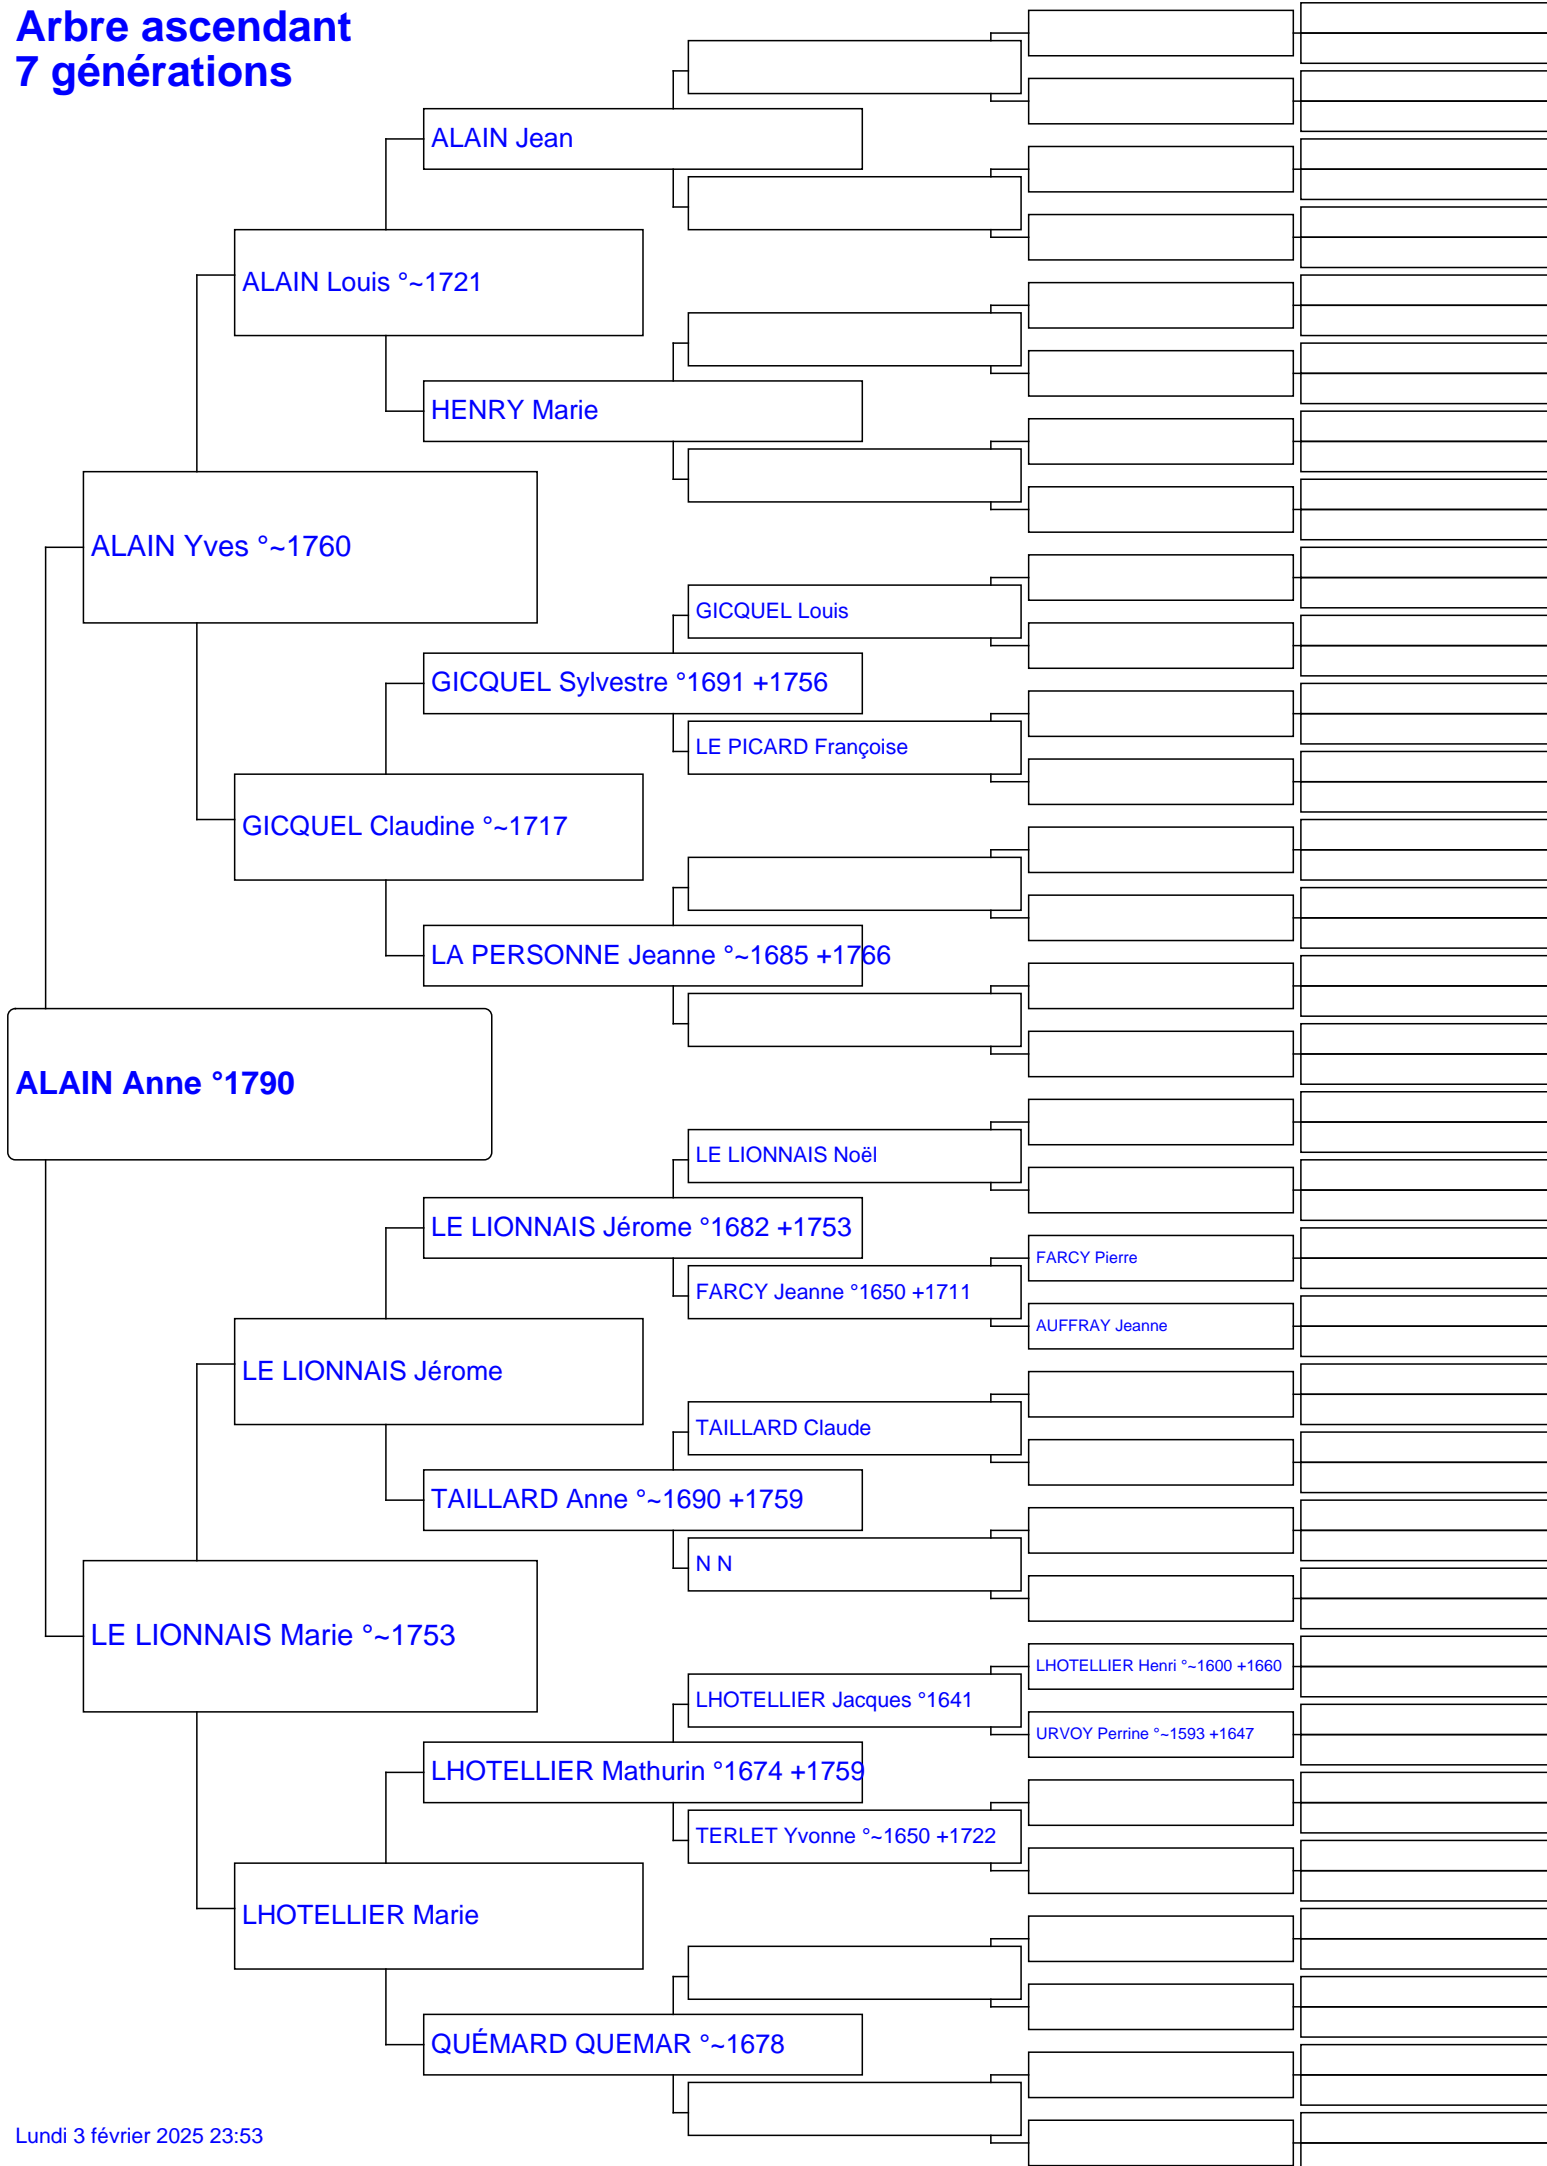 Arbre ascendant
7 générations
ALAIN Jean
ALAIN Louis °~1721
HENRY Marie
ALAIN Yves °~1760
GICQUEL Louis
GICQUEL Sylvestre °1691 +1756
LE PICARD Françoise
GICQUEL Claudine °~1717
LA PERSONNE Jeanne °~1685 +1766
ALAIN Anne °1790
LE LIONNAIS Noël
LE LIONNAIS Jérome °1682 +1753
FARCY Pierre
FARCY Jeanne °1650 +1711
AUFFRAY Jeanne
LE LIONNAIS Jérome
TAILLARD Claude
TAILLARD Anne °~1690 +1759
N N
LE LIONNAIS Marie °~1753
LHOTELLIER Henri °~1600 +1660
LHOTELLIER Jacques °1641
URVOY Perrine °~1593 +1647
LHOTELLIER Mathurin °1674 +1759
TERLET Yvonne °~1650 +1722
LHOTELLIER Marie
QUÉMARD QUEMAR °~1678
Lundi 3 février 2025 23:53